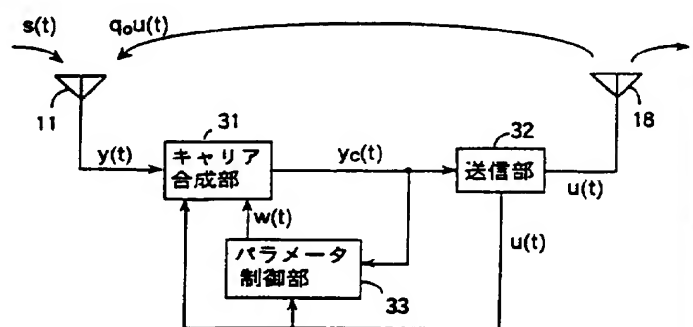 s(t)
q₀u(t)
11
18
31
32
y(t)
キャリア
合成部
yc(t)
送信部
u(t)
w(t)
u(t)
パラメータ
制御部
33